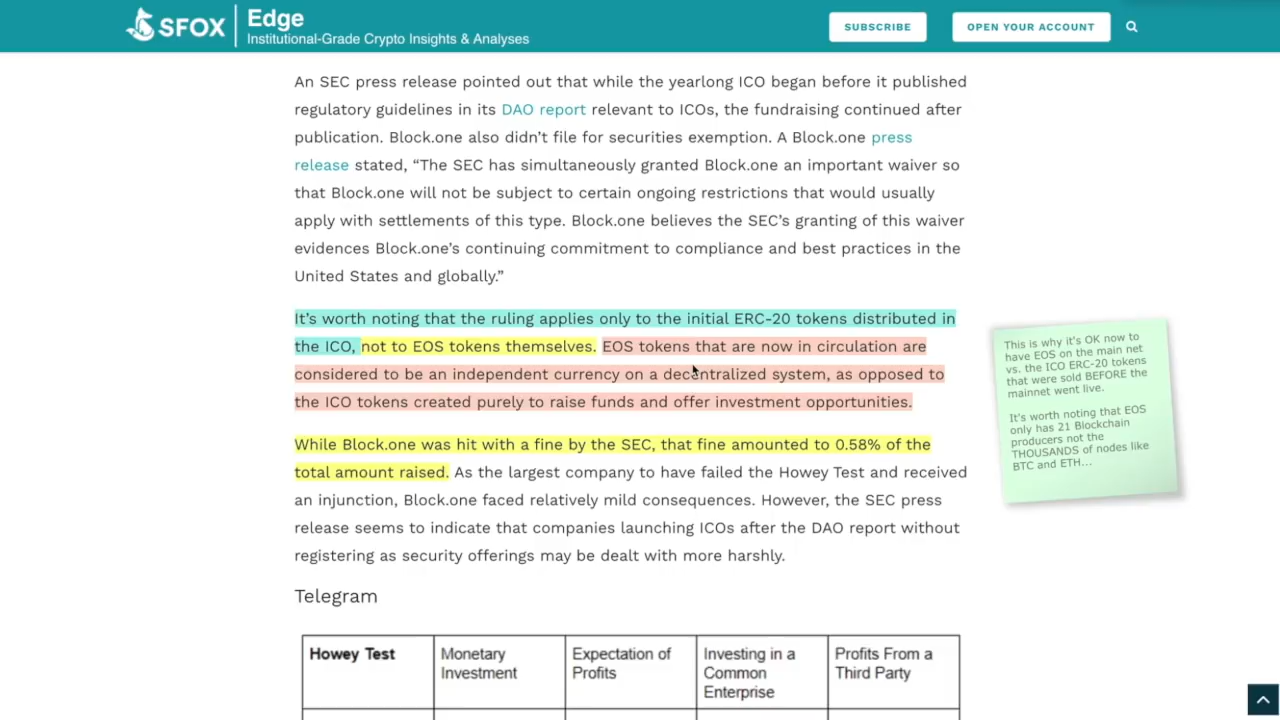 SFOX
Edge
Institutional-Grade Crypto Insights & Analyses
SUBSCRIBE
OPEN YOUR ACCOUNT
An SEC press release pointed out that while the yearlong ICO began before it published
regulatory guidelines in its DAO report relevant to ICOs, the fundraising continued after
publication. Block.one also didn’t file for securities exemption. A Block.one press
release stated, “The SEC has simultaneously granted Block.one an important waiver so
that Block.one will not be subject to certain ongoing restrictions that would usually
apply with settlements of this type. Block.one believes the SEC’s granting of this waiver
evidences Block.one’s continuing commitment to compliance and best practices in the
United States and globally.”
It’s worth noting that the ruling applies only to the initial ERC-20 tokens distributed in
the ICO, not to EOS tokens themselves. EOS tokens that are now in circulation are
considered to be an independent currency on a decentralized system, as opposed to
the ICO tokens created purely to raise funds and offer investment opportunities.
While Block.one was hit with a fine by the SEC, that fine amounted to 0.58% of the
total amount raised. As the largest company to have failed the Howey Test and received
an injunction, Block.one faced relatively mild consequences. However, the SEC press
release seems to indicate that companies launching ICOs after the DAO report without
registering as security offerings may be dealt with more harshly.
This is why it's OK now to
have EOS on the main net
vs. the ICO ERC-20 tokens
that were sold BEFORE the
mainnet went live.
It's worth noting that EOS
only has 21 Blockchain
producers not the
THOUSANDS of nodes like
BTC and ETH...
Telegram
Howey Test
Monetary
Investment
Expectation of
Profits
Investing in a
Common
Enterprise
Profits From a
Third Party